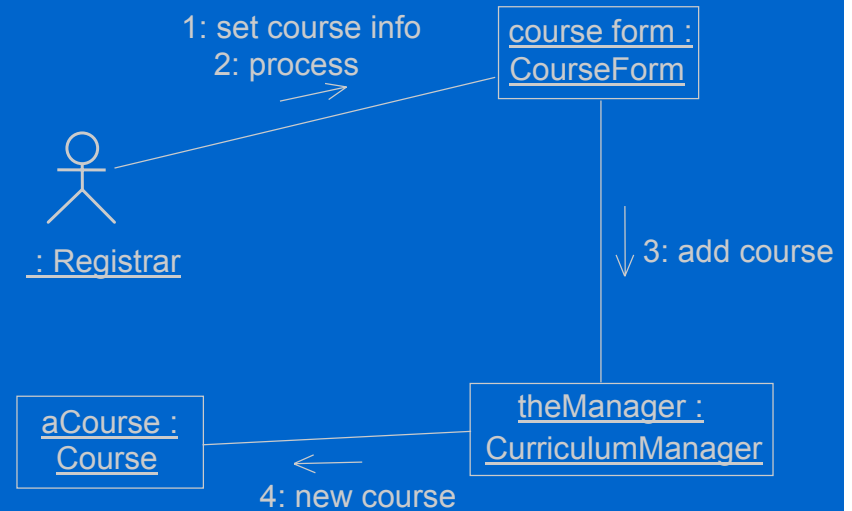 1: set course info
2: process
course form :
CourseForm
: Registrar
3: add course
aCourse :
Course
theManager :
CurriculumManager
4: new course